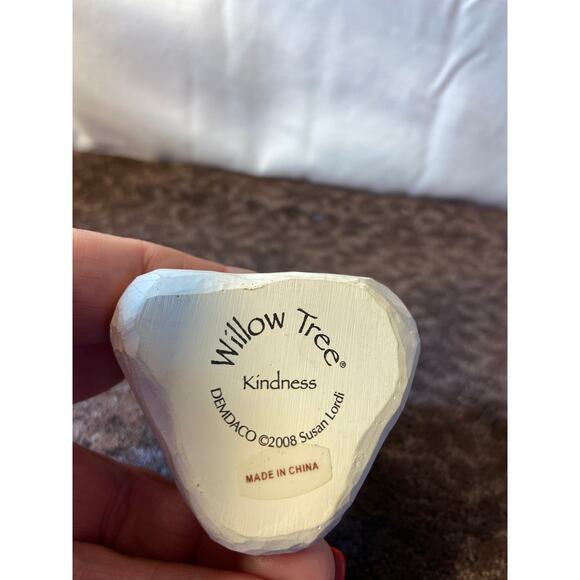 Willow Tree®
Kindness
DEMDACO ©2008 Susan Lordi
MADE IN CHINA